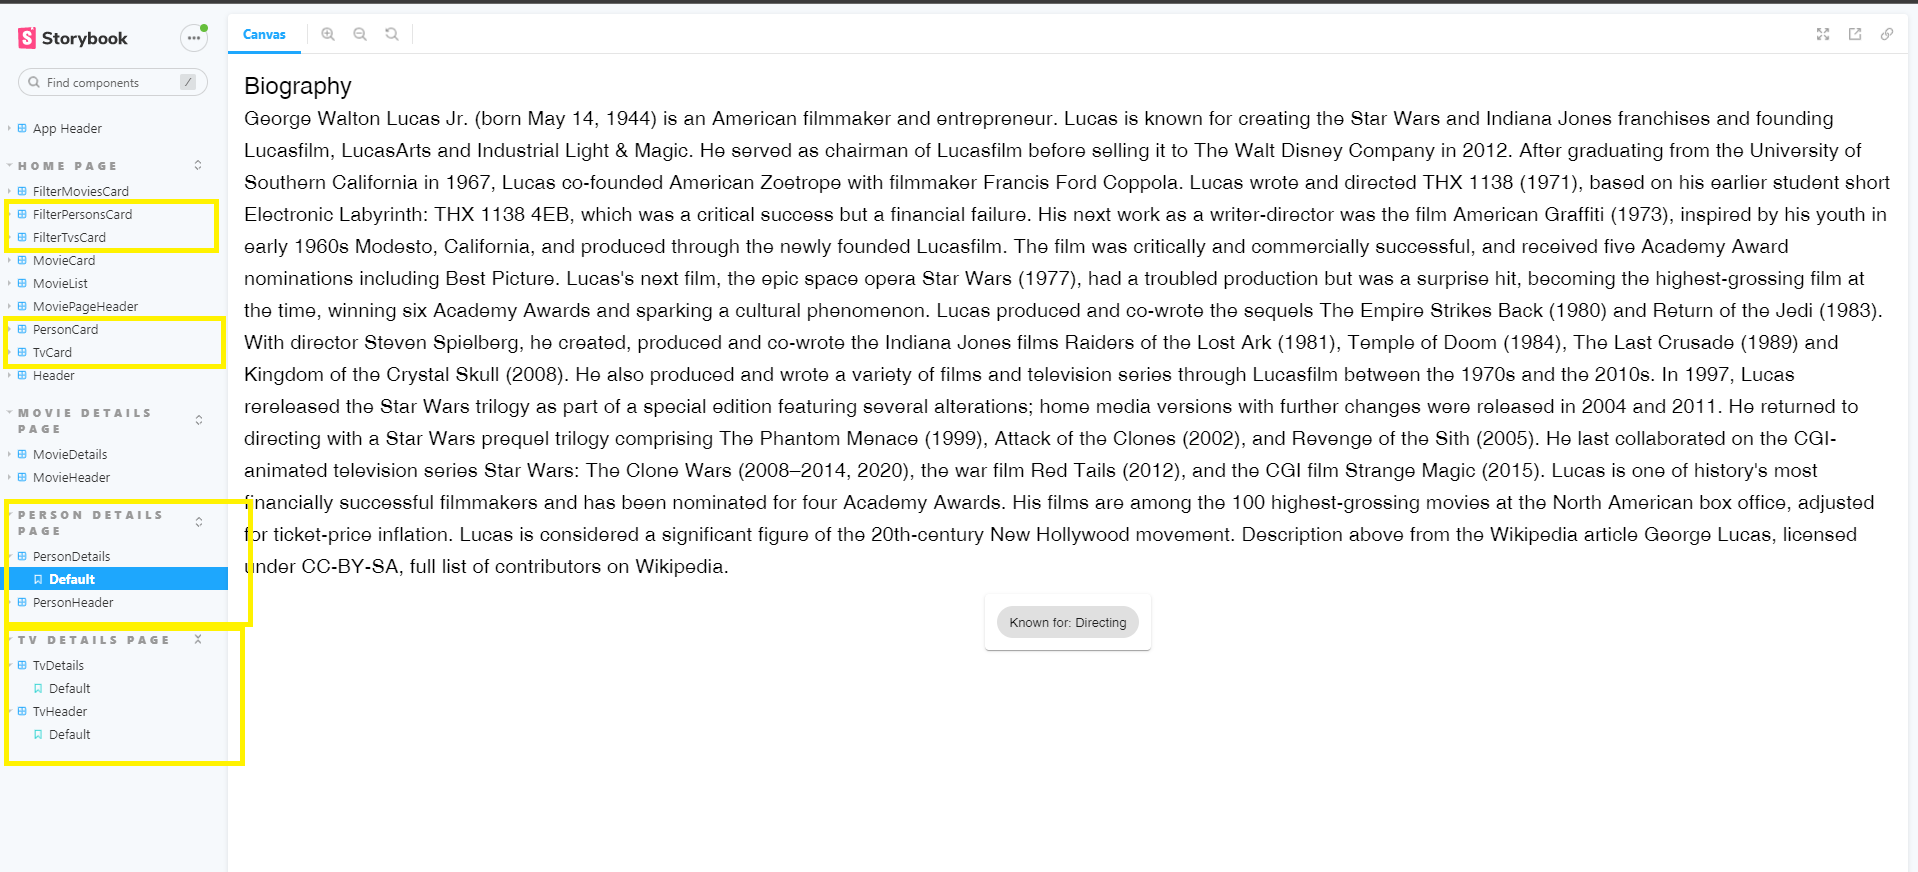 Storybook
Find components /
App Header
HOME PAGE
FilterMoviesCard
FilterPersonsCard
FilterTvsCard
MovieCard
MovieList
MoviePageHeader
PersonCard
TvCard
Header
MOVIE DETAILS
PAGE
MovieDetails
MovieHeader
PERSON DETAILS
PAGE
PersonDetails
Default
PersonHeader
TV DETAILS PAGE
TvDetails
Default
TvHeader
Default
Canvas
Biography
George Walton Lucas Jr. (born May 14, 1944) is an American filmmaker and entrepreneur. Lucas is known for creating the Star Wars and Indiana Jones franchises and founding
Lucasfilm, LucasArts and Industrial Light & Magic. He served as chairman of Lucasfilm before selling it to The Walt Disney Company in 2012. After graduating from the University of
Southern California in 1967, Lucas co-founded American Zoetrope with filmmaker Francis Ford Coppola. Lucas wrote and directed THX 1138 (1971), based on his earlier student short
Electronic Labyrinth: THX 1138 4EB, which was a critical success but a financial failure. His next work as a writer-director was the film American Graffiti (1973), inspired by his youth in
early 1960s Modesto, California, and produced through the newly founded Lucasfilm. The film was critically and commercially successful, and received five Academy Award
nominations including Best Picture. Lucas's next film, the epic space opera Star Wars (1977), had a troubled production but was a surprise hit, becoming the highest-grossing film at
the time, winning six Academy Awards and sparking a cultural phenomenon. Lucas produced and co-wrote the sequels The Empire Strikes Back (1980) and Return of the Jedi (1983).
With director Steven Spielberg, he created, produced and co-wrote the Indiana Jones films Raiders of the Lost Ark (1981), Temple of Doom (1984), The Last Crusade (1989) and
Kingdom of the Crystal Skull (2008). He also produced and wrote a variety of films and television series through Lucasfilm between the 1970s and the 2010s. In 1997, Lucas
rereleased the Star Wars trilogy as part of a special edition featuring several alterations; home media versions with further changes were released in 2004 and 2011. He returned to
directing with a Star Wars prequel trilogy comprising The Phantom Menace (1999), Attack of the Clones (2002), and Revenge of the Sith (2005). He last collaborated on the CGI-
animated television series Star Wars: The Clone Wars (2008–2014, 2020), the war film Red Tails (2012), and the CGI film Strange Magic (2015). Lucas is one of history's most
financially successful filmmakers and has been nominated for four Academy Awards. His films are among the 100 highest-grossing movies at the North American box office, adjusted
for ticket-price inflation. Lucas is considered a significant figure of the 20th-century New Hollywood movement. Description above from the Wikipedia article George Lucas, licensed
under CC-BY-SA, full list of contributors on Wikipedia.
Known for: Directing